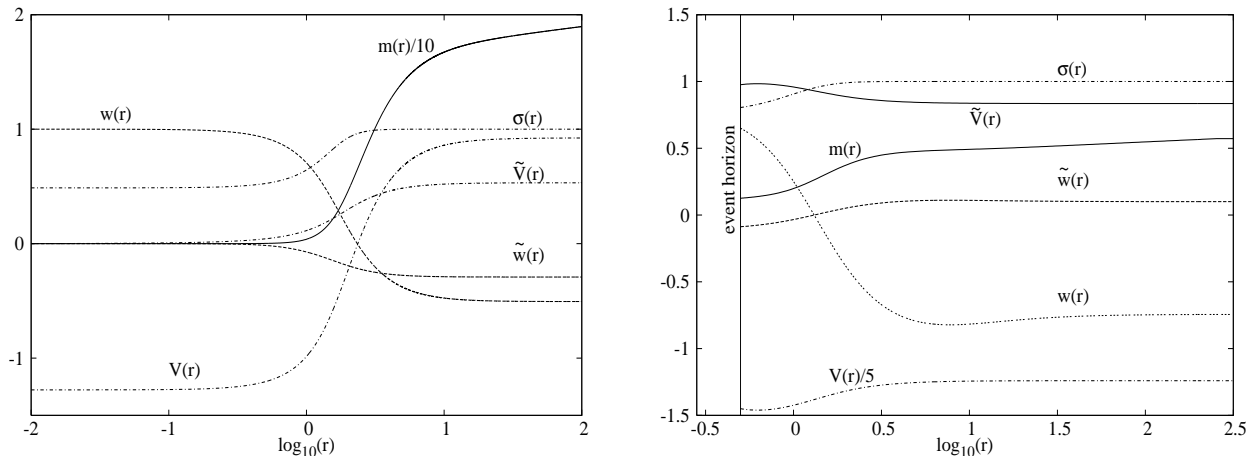 2
1
0
-1
-2
-1
0
1
2
log10(r)
m(r)/10
w(r)
σ(r)
Ṽ(r)
w̃(r)
V(r)
1.5
1
0.5
0
-0.5
-1
-1.5
-0.5
0
0.5
1
1.5
2
2.5
log10(r)
event horizon
σ(r)
Ṽ(r)
m(r)
w̃(r)
w(r)
V(r)/5